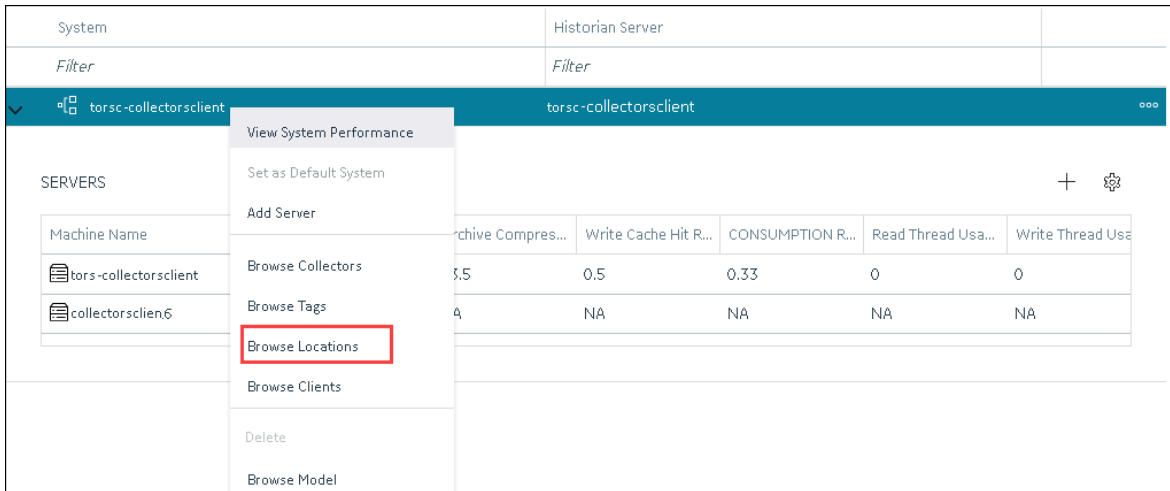 System Historian Server
Filter Filter
torsc-collectorsclient torsc-collectorsclient
View System Performance
Set as Default System
SERVERS
Add Server
Machine Name rchive Compres... Write Cache Hit R... CONSUMPTION R... Read Thread Usa... Write Thread Usa
Browse Collectors
tors-collectorsclient 3.5 0.5 0.33 0 0
Browse Tags
collectorsclien.6 A NA NA NA NA
Browse Locations
Browse Clients
Delete
Browse Model